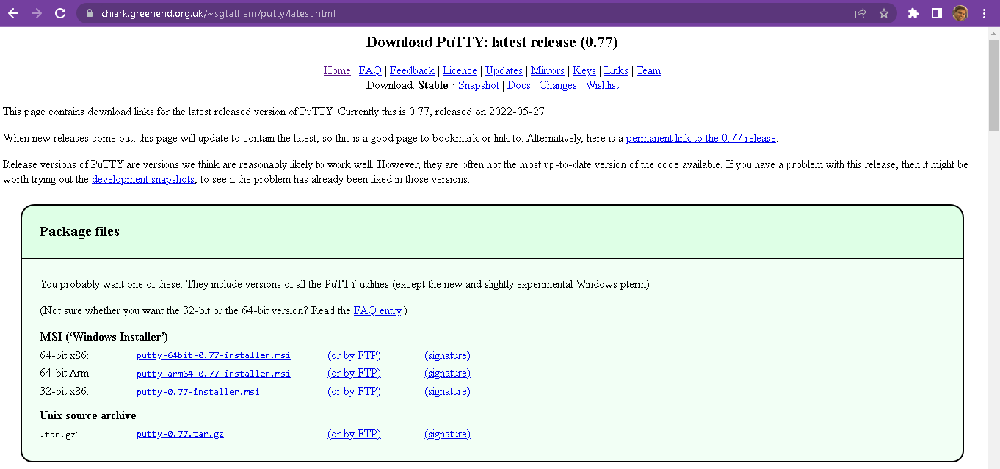 chiark.greenend.org.uk/~sgtatham/putty/latest.html
Download PuTTY: latest release (0.77)
Home | FAQ | Feedback | Licence | Updates | Mirrors | Keys | Links | Team
Download: Stable · Snapshot | Docs | Changes | Wishlist
This page contains download links for the latest released version of PuTTY. Currently this is 0.77, released on 2022-05-27.
When new releases come out, this page will update to contain the latest, so this is a good page to bookmark or link to. Alternatively, here is a permanent link to the 0.77 release.
Release versions of PuTTY are versions we think are reasonably likely to work well. However, they are often not the most up-to-date version of the code available. If you have a problem with this release, then it might be
worth trying out the development snapshots, to see if the problem has already been fixed in those versions.
Package files
You probably want one of these. They include versions of all the PuTTY utilities (except the new and slightly experimental Windows pterm).
(Not sure whether you want the 32-bit or the 64-bit version? Read the FAQ entry.)
MSI (‘Windows Installer’)
64-bit x86: putty-64bit-0.77-installer.msi (or by FTP) (signature)
64-bit Arm: putty-arm64-0.77-installer.msi (or by FTP) (signature)
32-bit x86: putty-0.77-installer.msi (or by FTP) (signature)
Unix source archive
.tar.gz: putty-0.77.tar.gz (or by FTP) (signature)